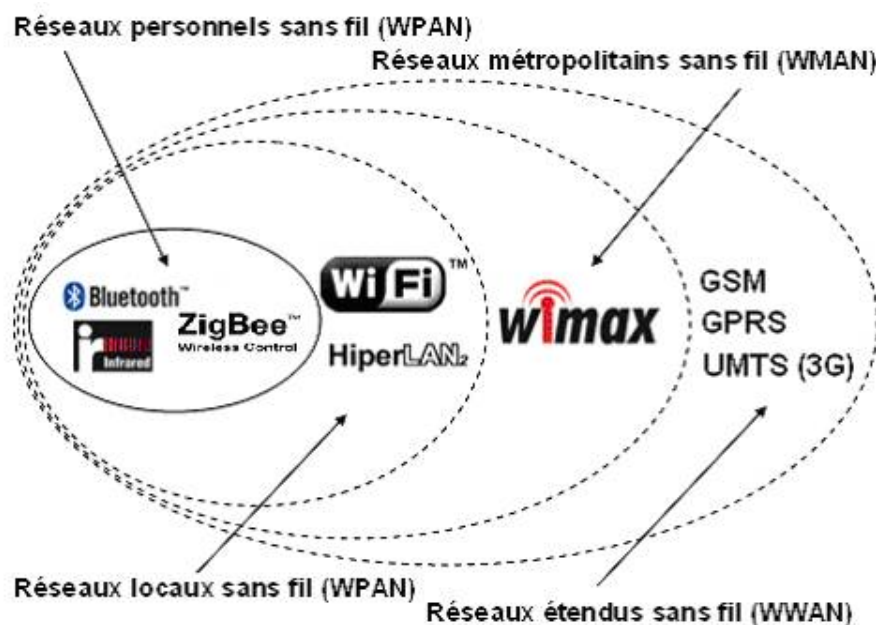 Réseaux personnels sans fil (WPAN)
Réseaux métropolitains sans fil (WMAN)
Bluetooth™
Infrared
ZigBee™
Wireless Control
WiFi™
HiperLAN2
wimax
GSM
GPRS
UMTS (3G)
Réseaux locaux sans fil (WPAN)
Réseaux étendus sans fil (WWAN)